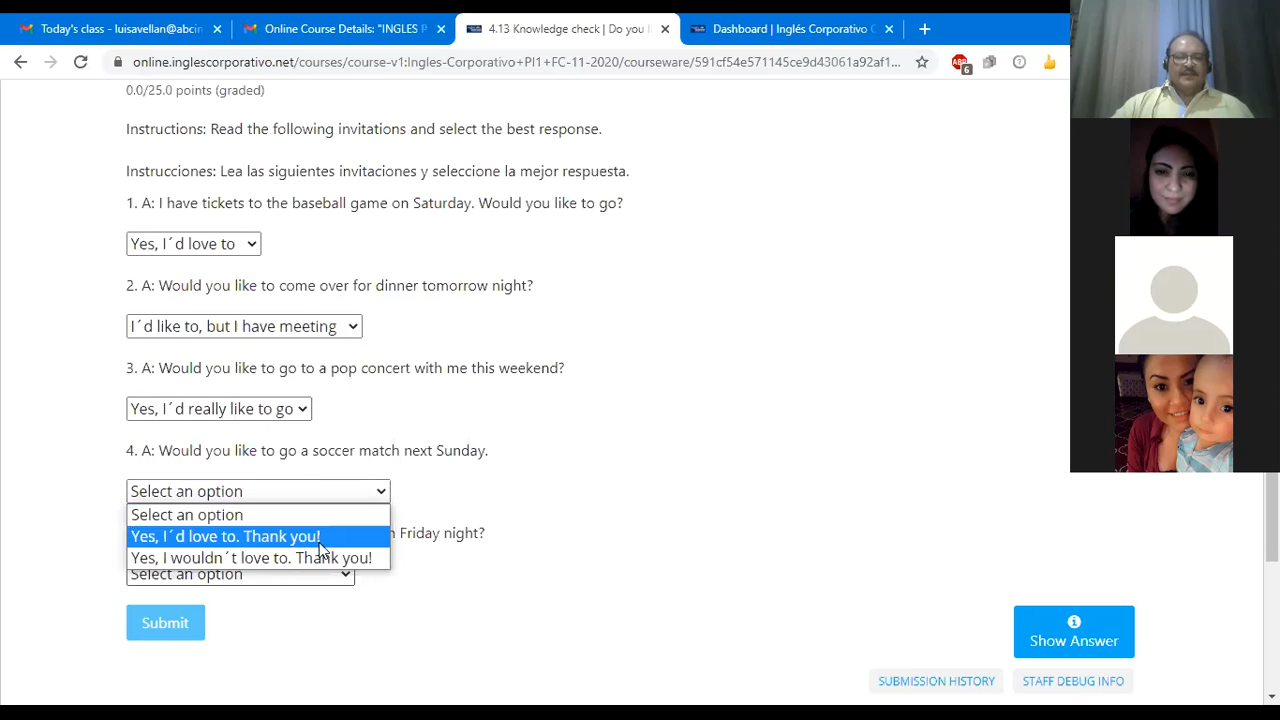 Today's class - luisavellan@abcin
Online Course Details: "INGLES P
4.13 Knowledge check | Do you l
Dashboard | Inglés Corporativo C
online.inglescorporativo.net/courses/course-v1:Ingles-Corporativo+PI1+FC-11-2020/courseware/591cf54e571145ce9d43061a92af1...
6
0.0/25.0 points (graded)
Instructions: Read the following invitations and select the best response.
Instrucciones: Lea las siguientes invitaciones y seleccione la mejor respuesta.
1. A: I have tickets to the baseball game on Saturday. Would you like to go?
Yes, I´d love to
2. A: Would you like to come over for dinner tomorrow night?
I´d like to, but I have meeting
3. A: Would you like to go to a pop concert with me this weekend?
Yes, I´d really like to go
4. A: Would you like to go a soccer match next Sunday.
Select an option
Select an option
Yes, I´d love to. Thank you!
n Friday night?
Yes, I wouldn´t love to. Thank you!
Select an option
Submit
Show Answer
SUBMISSION HISTORY
STAFF DEBUG INFO